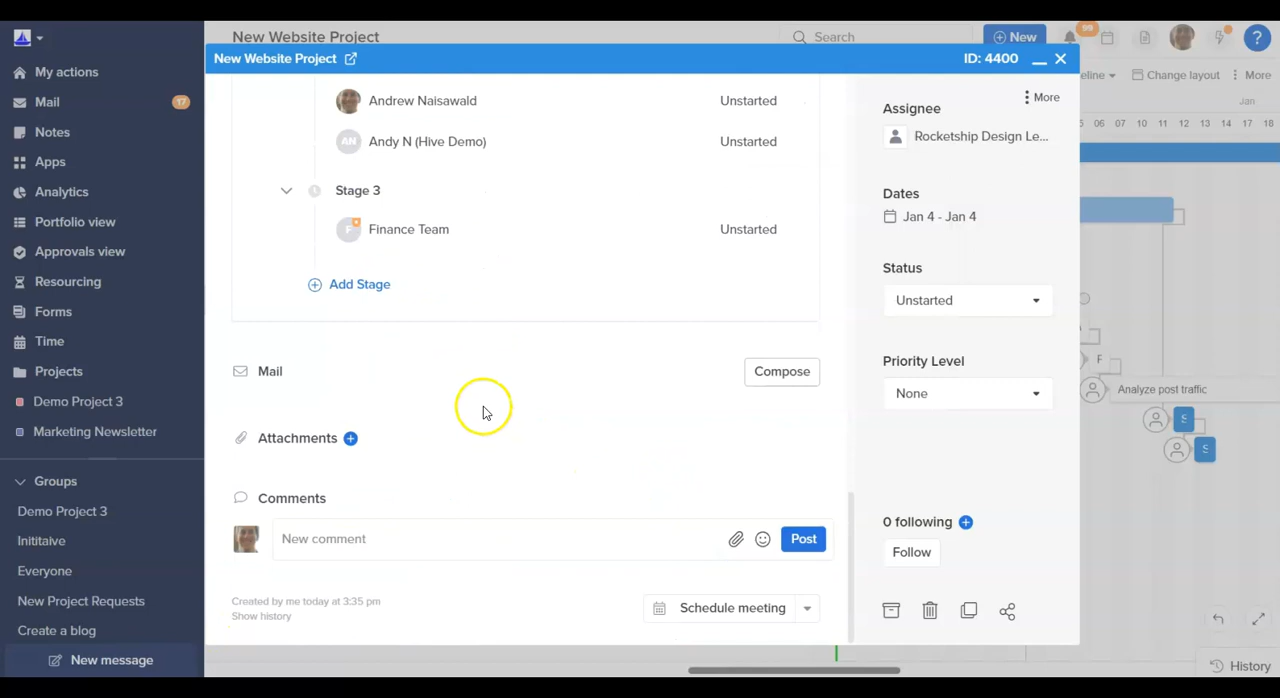 New Website Project
Search
New
99
?
My actions
Mail
17
Notes
Apps
Analytics
Portfolio view
Approvals view
Resourcing
Forms
Time
Projects
Demo Project 3
Marketing Newsletter
Groups
Demo Project 3
Inititaive
Everyone
New Project Requests
Create a blog
New message
New Website Project
ID: 4400
Andrew Naisawald
Unstarted
AN
Andy N (Hive Demo)
Unstarted
Stage 3
F
Finance Team
Unstarted
Add Stage
Mail
Compose
Attachments
Comments
New comment
Post
Created by me today at 3:35 pm
Show history
Schedule meeting
More
Assignee
Rocketship Design Le...
Dates
Jan 4 - Jan 4
Status
Unstarted
Priority Level
None
0 following
Follow
eline
Change layout
More
Jan
06 07 10 11 12 13 14 17 18
F
Analyze post traffic
S
S
History